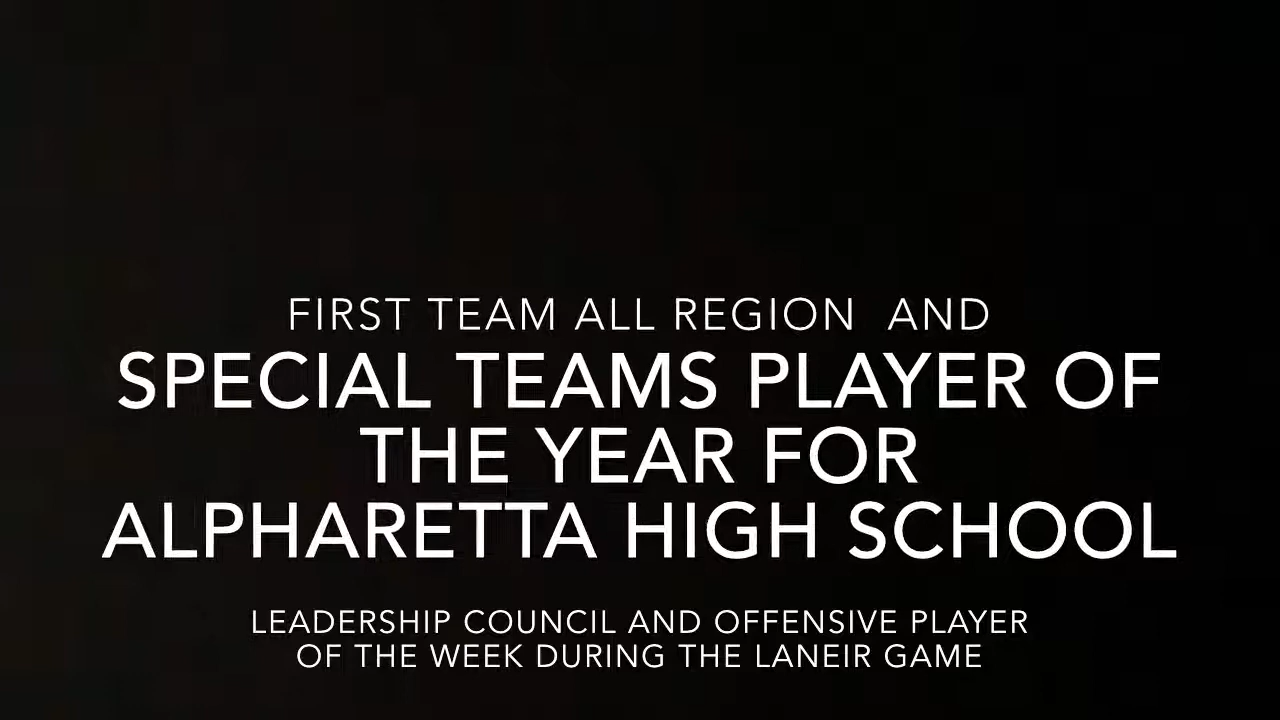 FIRST TEAM ALL REGION  AND
SPECIAL TEAMS PLAYER OF
THE YEAR FOR
ALPHARETTA HIGH SCHOOL
LEADERSHIP COUNCIL AND OFFENSIVE PLAYER
OF THE WEEK DURING THE LANEIR GAME